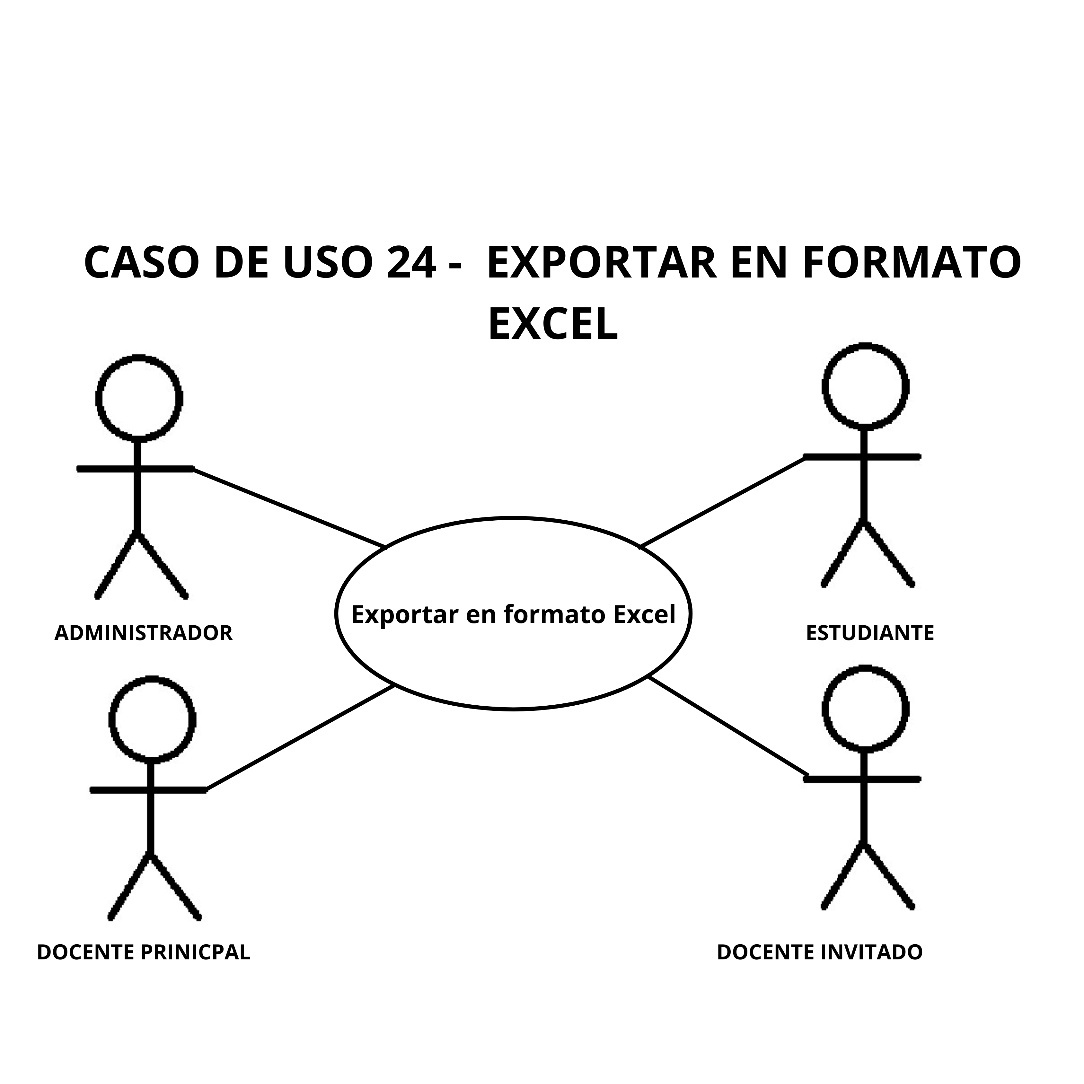 CASO DE USO 24 - EXPORTAR EN FORMATO
EXCEL
Exportar en formato Excel
ADMINISTRADOR
ESTUDIANTE
DOCENTE PRINICPAL
DOCENTE INVITADO